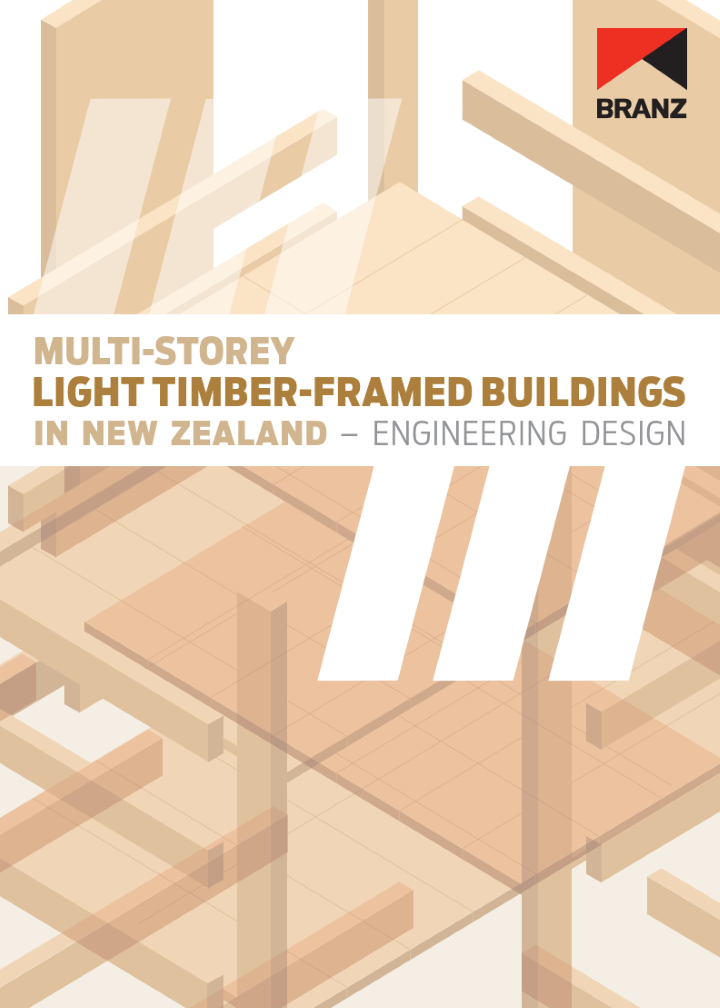 BRANZ
MULTI-STOREY
LIGHT TIMBER-FRAMED BUILDINGS
IN NEW ZEALAND – ENGINEERING DESIGN